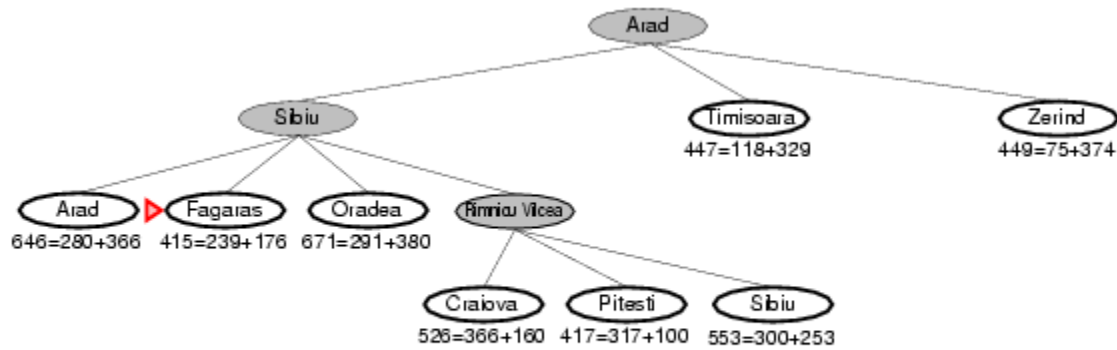 Arad
Sibiu
Timisoara
Zerind
447=118+329
449=75+374
Arad
Fagaras
Oradea
Rimnicu Vilcea
646=280+366
415=239+176
671=291+380
Craiova
Pitesti
Sibiu
526=366+160
417=317+100
553=300+253